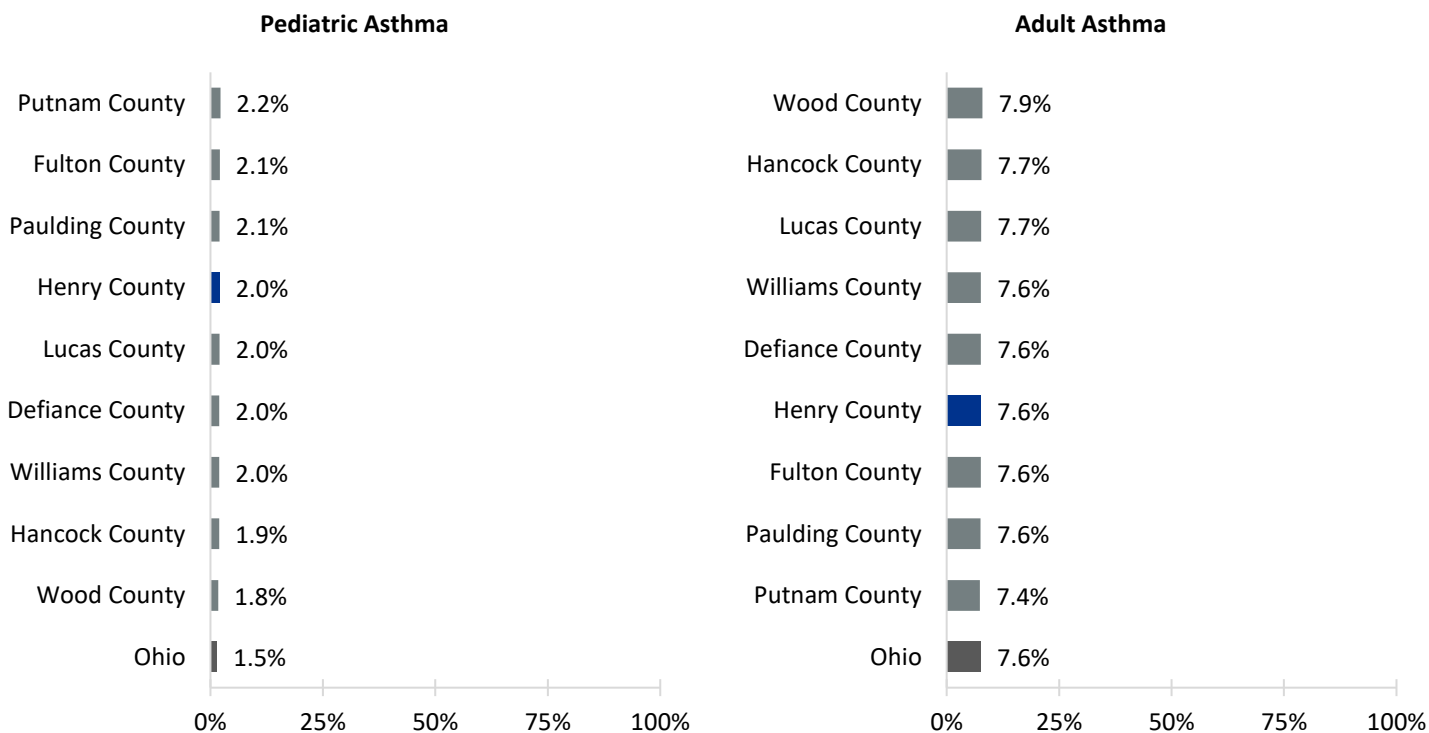 Pediatric Asthma
Putnam County 2.2%
Fulton County 2.1%
Paulding County 2.1%
Henry County 2.0%
Lucas County 2.0%
Defiance County 2.0%
Williams County 2.0%
Hancock County 1.9%
Wood County 1.8%
Ohio 1.5%
0% 25% 50% 75% 100%
Adult Asthma
Wood County 7.9%
Hancock County 7.7%
Lucas County 7.7%
Williams County 7.6%
Defiance County 7.6%
Henry County 7.6%
Fulton County 7.6%
Paulding County 7.6%
Putnam County 7.4%
Ohio 7.6%
0% 25% 50% 75% 100%